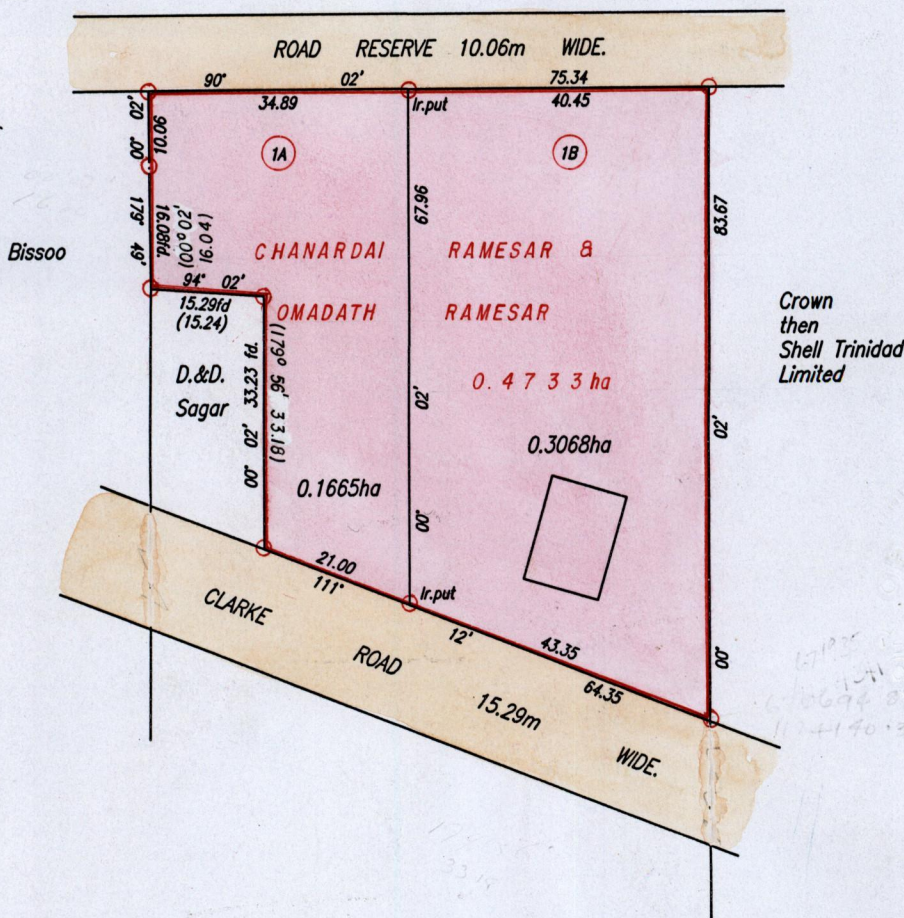 ROAD RESERVE 10.06m WIDE.
90° 02' 75.34
34.89 40.45
Ir.put
02'
00°
10.06
1A
1B
179° 49'
16.08fd.
(00°02'
16.04)
67.96
83.67
Bissoo
CHANARDAI RAMESAR &
OMADATH RAMESAR
94° 02'
15.29fd
(15.24)
Crown
then
Shell Trinidad
Limited
D.&D.
Sagar
00° 02' 33.23 fd.
(179° 56' 33.18)
0.4733ha
02'
02'
0.3068ha
0.1665ha
00°
21.00
111°
Ir.put
12'
43.35
64.35
00°
CLARKE ROAD 15.29m WIDE.